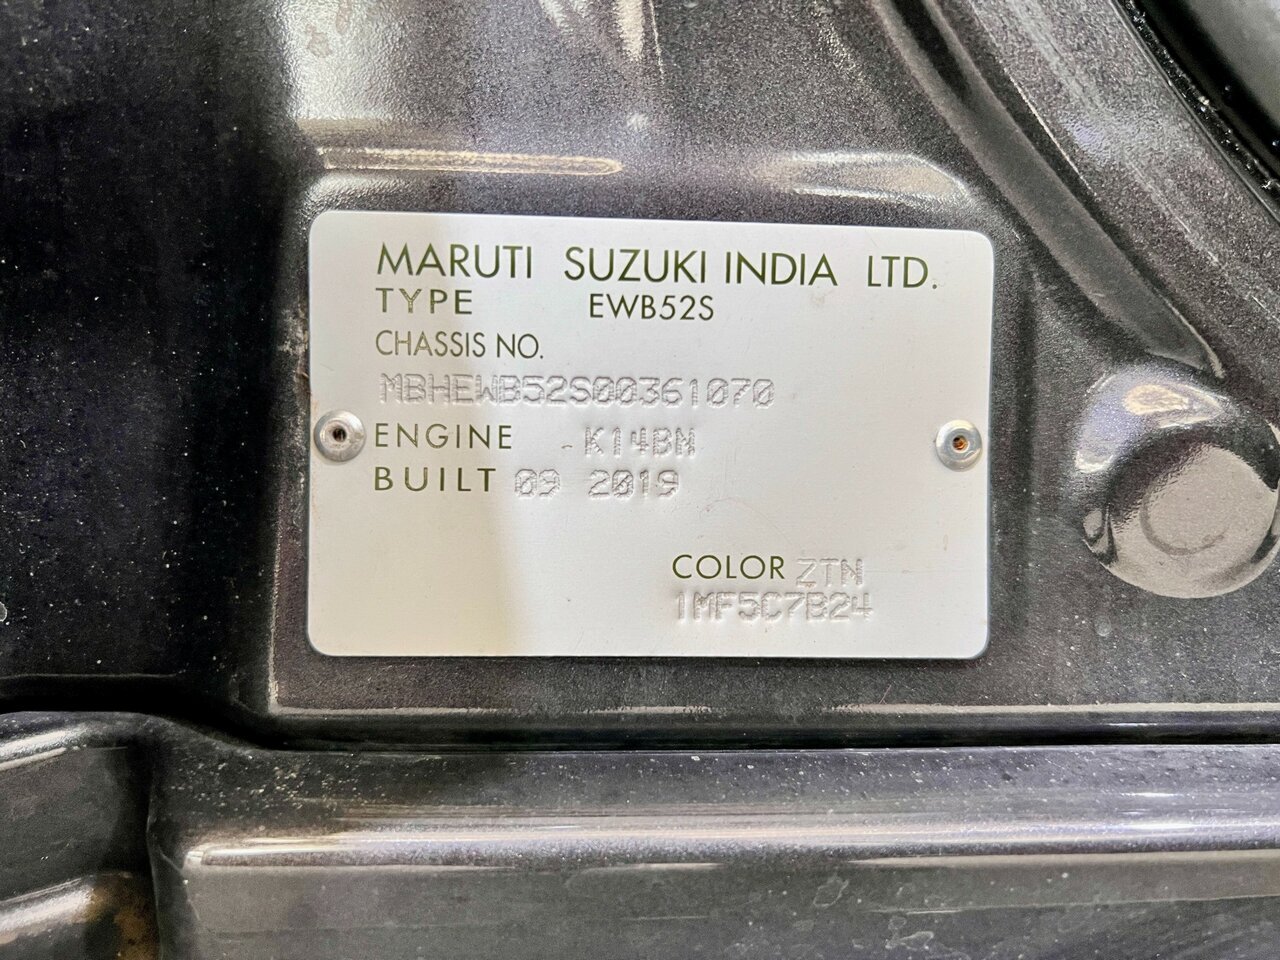 MARUTI SUZUKI INDIA LTD.
TYPE EWB52S
CHASSIS NO.
MBHEWB52S00361070
ENGINE K14BN
BUILT 09 2019
COLOR ZTN
1MF5C7B24